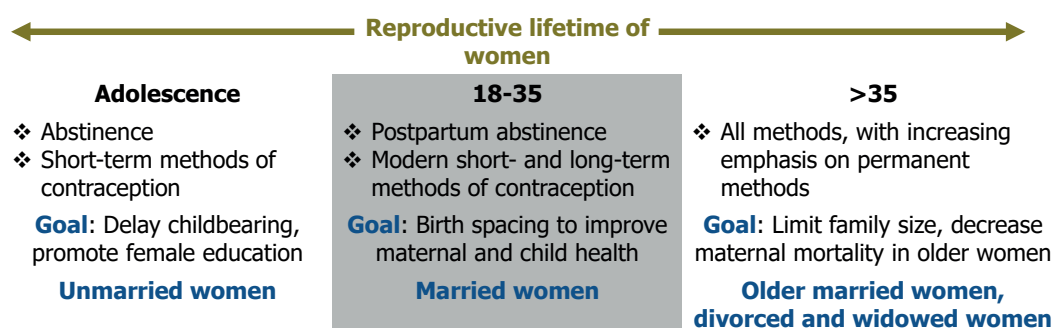 Reproductive lifetime of
women
Adolescence
❖ Abstinence
❖ Short-term methods of
contraception
Goal: Delay childbearing,
promote female education
Unmarried women
18-35
❖ Postpartum abstinence
❖ Modern short- and long-term
methods of contraception
Goal: Birth spacing to improve
maternal and child health
Married women
>35
❖ All methods, with increasing
emphasis on permanent
methods
Goal: Limit family size, decrease
maternal mortality in older women
Older married women,
divorced and widowed women